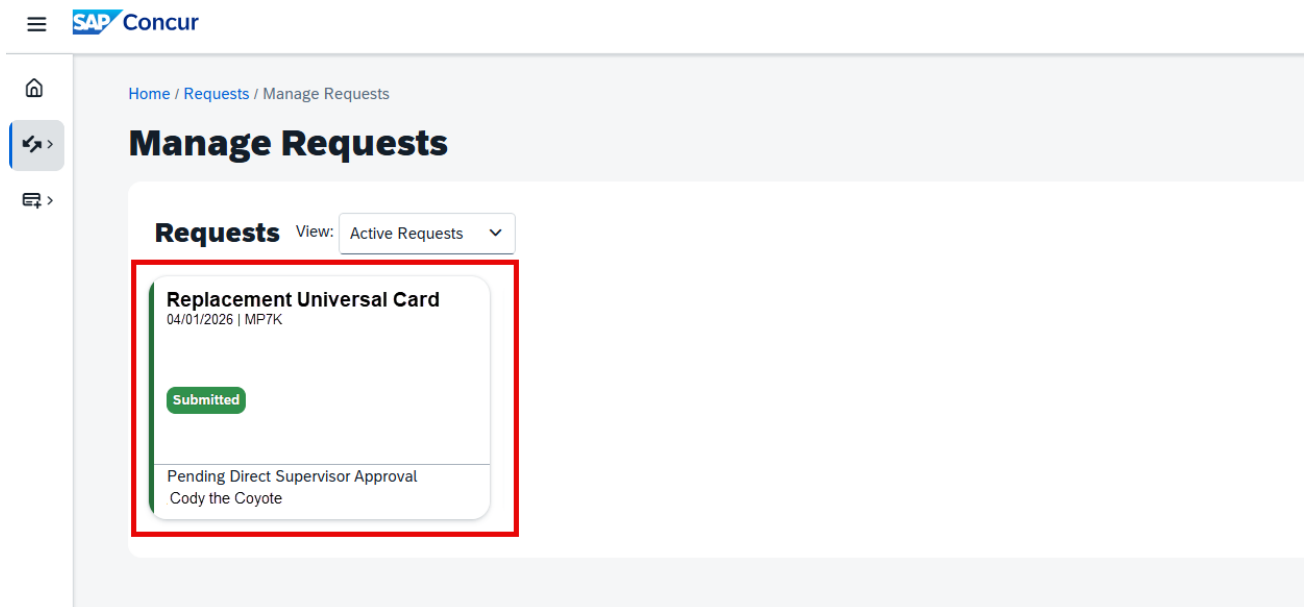 SAP Concur
Home / Requests / Manage Requests
Manage Requests
Requests View: Active Requests
Replacement Universal Card
04/01/2026 | MP7K
Submitted
Pending Direct Supervisor Approval
Cody the Coyote